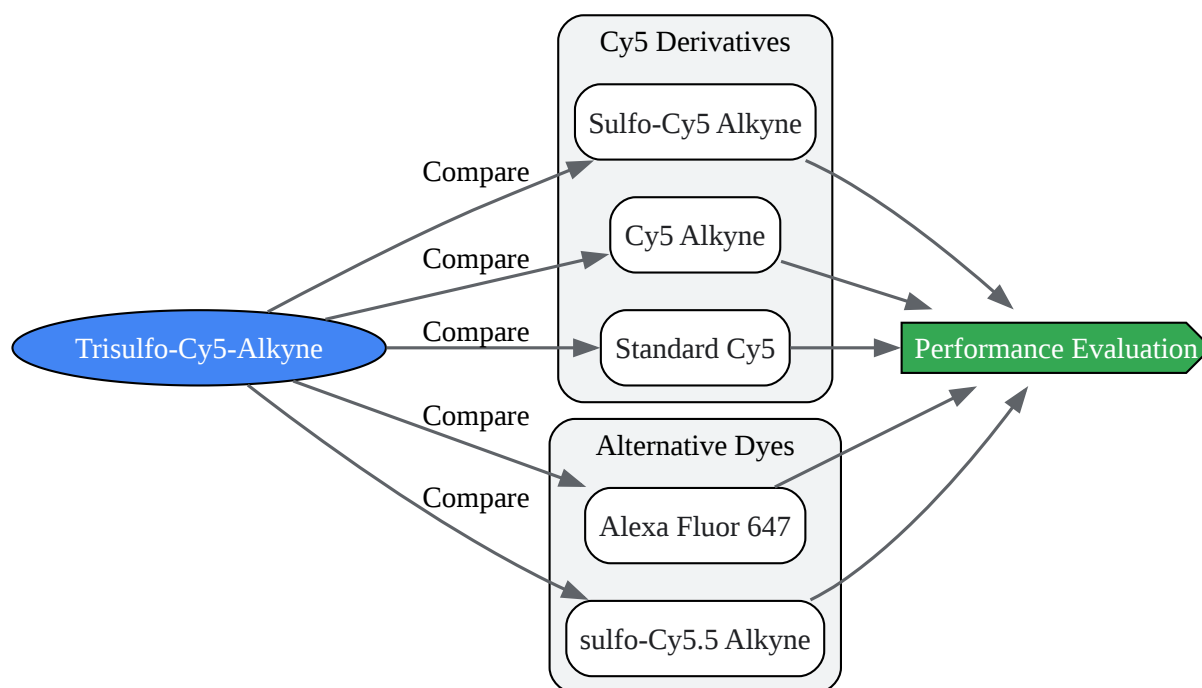 Cy5 Derivatives
Sulfo-Cy5 Alkyne
Compare
Cy5 Alkyne
Compare
Trisulfo-Cy5-Alkyne
Compare
Standard Cy5
Performance Evaluation
Compare
Alternative Dyes
Compare
Alexa Fluor 647
sulfo-Cy5.5 Alkyne